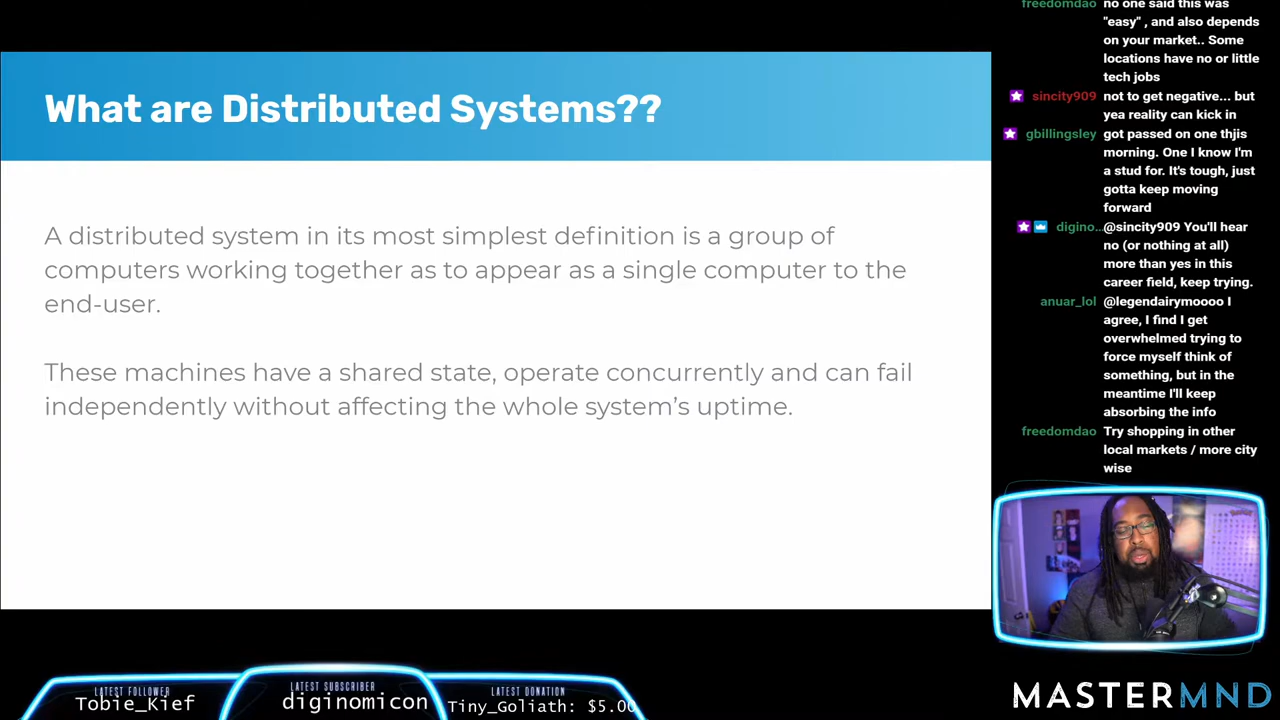 What are Distributed Systems??
A distributed system in its most simplest definition is a group of
computers working together as to appear as a single computer to the
end-user.
These machines have a shared state, operate concurrently and can fail
independently without affecting the whole system's uptime.
freedomdao no one said this was
"easy" , and also depends
on your market.. Some
locations have no or little
tech jobs
sincity909 not to get negative... but
yea reality can kick in
gbillingsley got passed on one thjis
morning. One I know I'm
a stud for. It's tough, just
gotta keep moving
forward
digino... @sincity909 You'll hear
no (or nothing at all)
more than yes in this
career field, keep trying.
anuar_lol @legendairymoooo I
agree, I find I get
overwhelmed trying to
force myself think of
something, but in the
meantime I'll keep
absorbing the info
freedomdao Try shopping in other
local markets / more city
wise
LATEST FOLLOWER
Tobie_Kief
LATEST SUBSCRIBER
diginomicon
LATEST DONATION
Tiny_Goliath: $5.00
MASTERMND